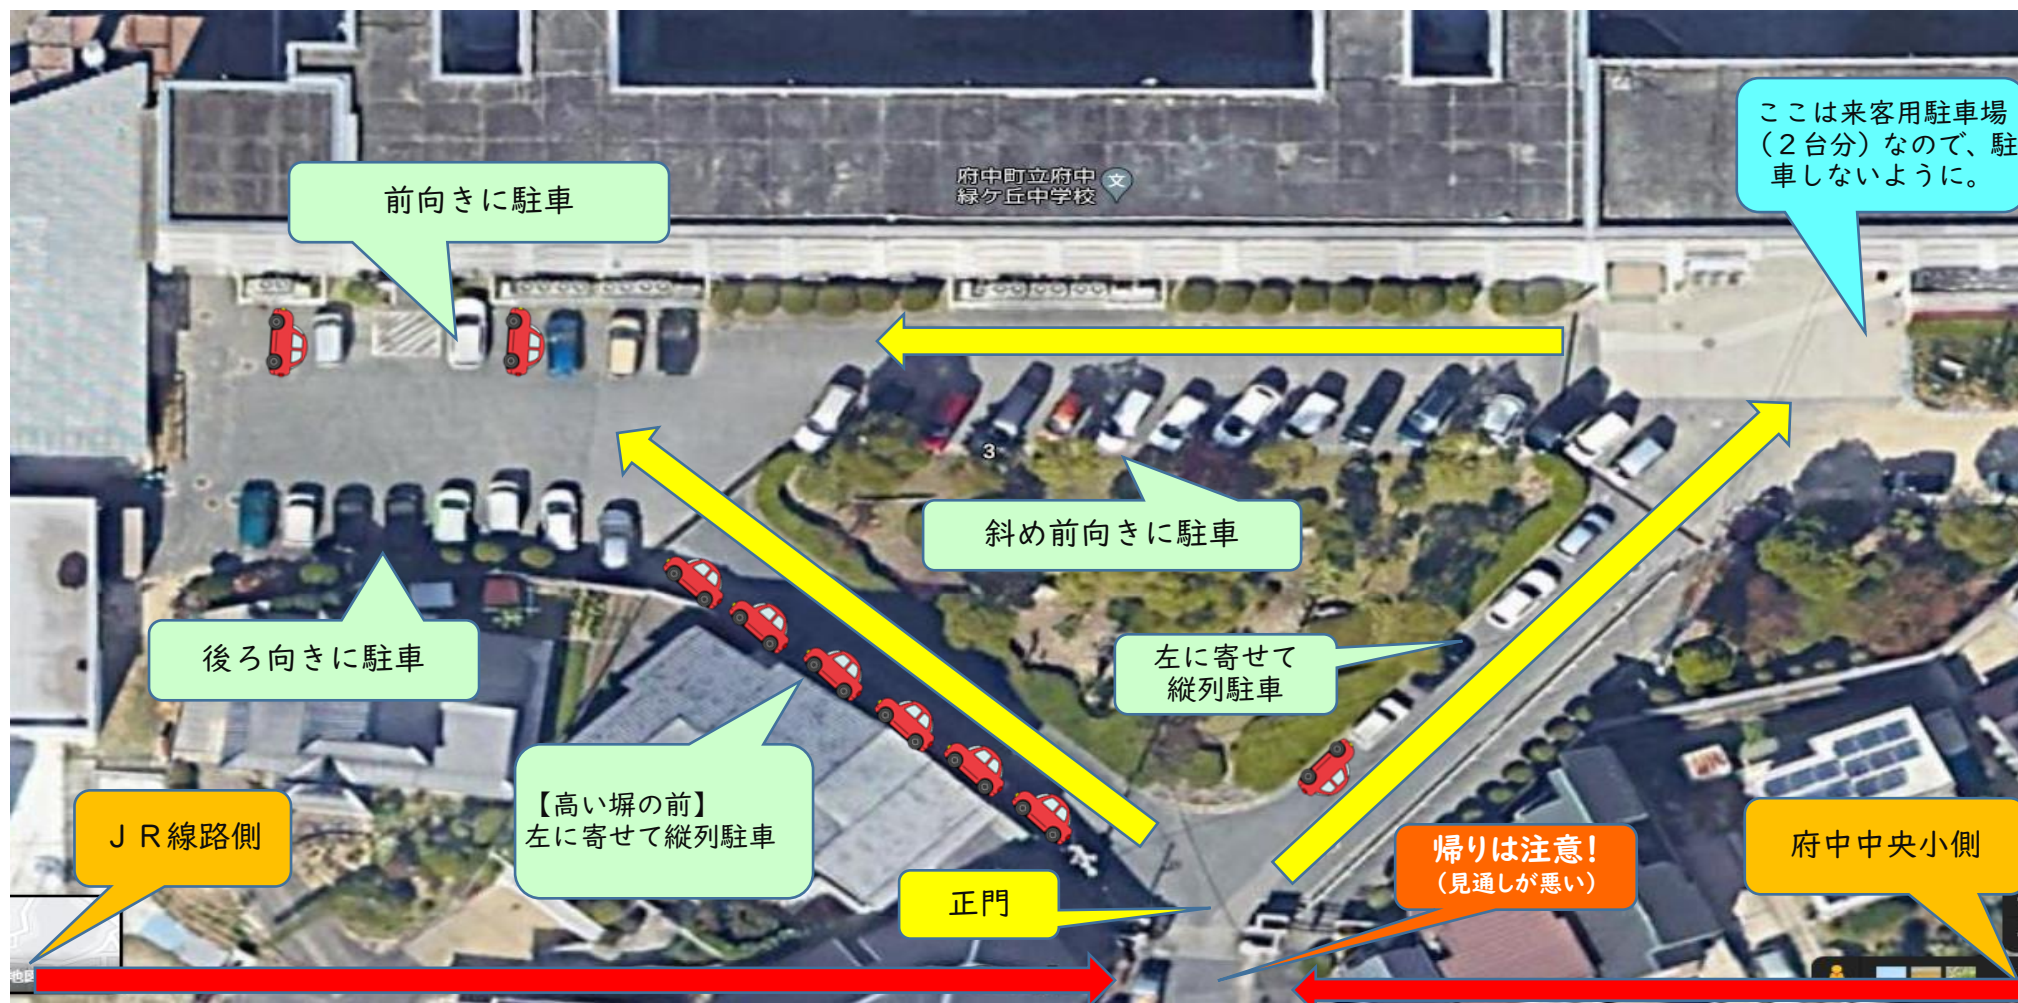 ここは来客用駐車場
（２台分）なので、駐
車しないように。
前向きに駐車
府中町立府中
緑ケ丘中学校
文
3
斜め前向きに駐車
後ろ向きに駐車
左に寄せて
縦列駐車
【高い塀の前】
左に寄せて縦列駐車
ＪＲ線路側
正門
帰りは注意！
（見通しが悪い）
府中中央小側